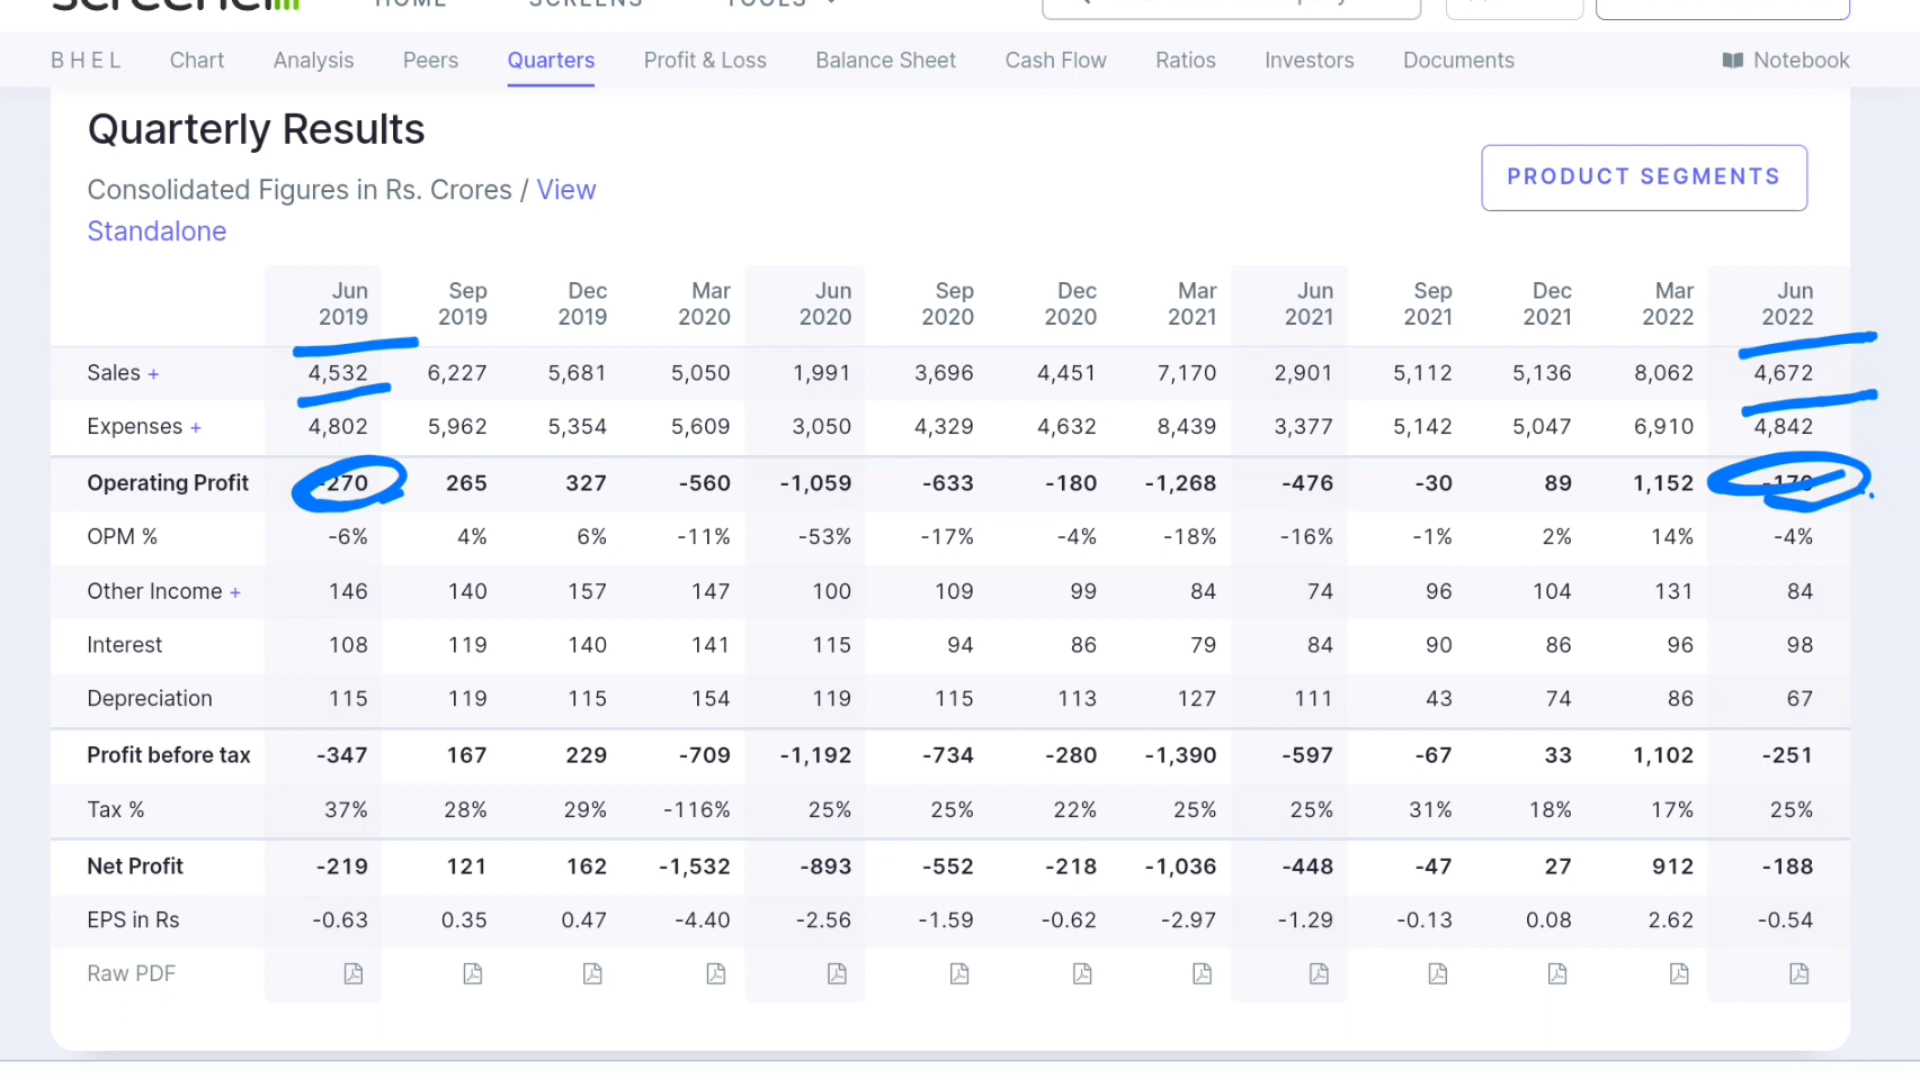 HOME SCREENS TOOLS
BHEL Chart Analysis Peers Quarters Profit & Loss Balance Sheet Cash Flow Ratios Investors Documents Notebook
Quarterly Results
Consolidated Figures in Rs. Crores / View
Standalone
PRODUCT SEGMENTS
Jun Sep Dec Mar Jun Sep Dec Mar Jun Sep Dec Mar Jun
2019 2019 2019 2020 2020 2020 2020 2021 2021 2021 2021 2022 2022
Sales + 4,532 6,227 5,681 5,050 1,991 3,696 4,451 7,170 2,901 5,112 5,136 8,062 4,672
Expenses + 4,802 5,962 5,354 5,609 3,050 4,329 4,632 8,439 3,377 5,142 5,047 6,910 4,842
Operating Profit -270 265 327 -560 -1,059 -633 -180 -1,268 -476 -30 89 1,152 -170
OPM % -6% 4% 6% -11% -53% -17% -4% -18% -16% -1% 2% 14% -4%
Other Income + 146 140 157 147 100 109 99 84 74 96 104 131 84
Interest 108 119 140 141 115 94 86 79 84 90 86 96 98
Depreciation 115 119 115 154 119 115 113 127 111 43 74 86 67
Profit before tax -347 167 229 -709 -1,192 -734 -280 -1,390 -597 -67 33 1,102 -251
Tax % 37% 28% 29% -116% 25% 25% 22% 25% 25% 31% 18% 17% 25%
Net Profit -219 121 162 -1,532 -893 -552 -218 -1,036 -448 -47 27 912 -188
EPS in Rs -0.63 0.35 0.47 -4.40 -2.56 -1.59 -0.62 -2.97 -1.29 -0.13 0.08 2.62 -0.54
Raw PDF